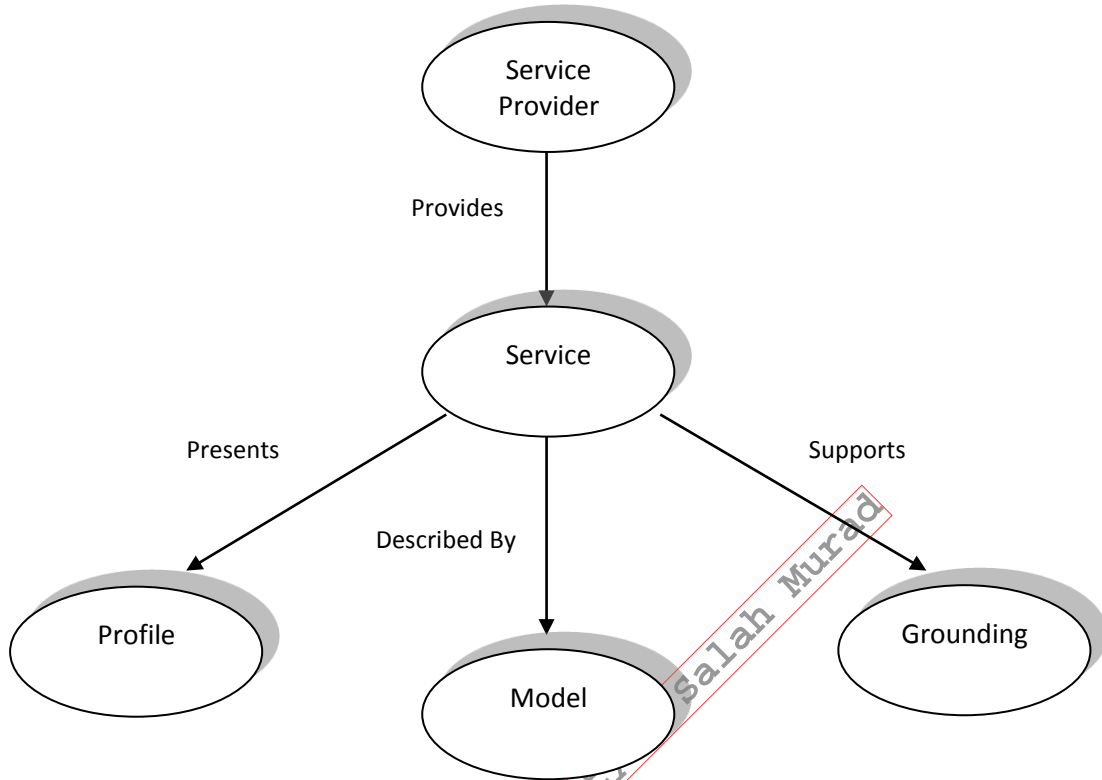 Service
Provider
Provides
Service
Presents
Supports
Described By
Salah Murad
Profile
Grounding
Model